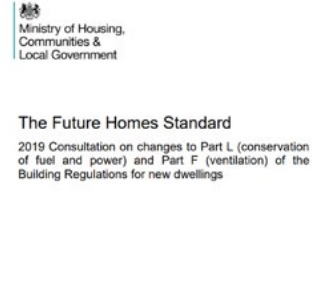 Ministry of Housing,
Communities &
Local Government
The Future Homes Standard
2019 Consultation on changes to Part L (conservation
of fuel and power) and Part F (ventilation) of the
Building Regulations for new dwellings